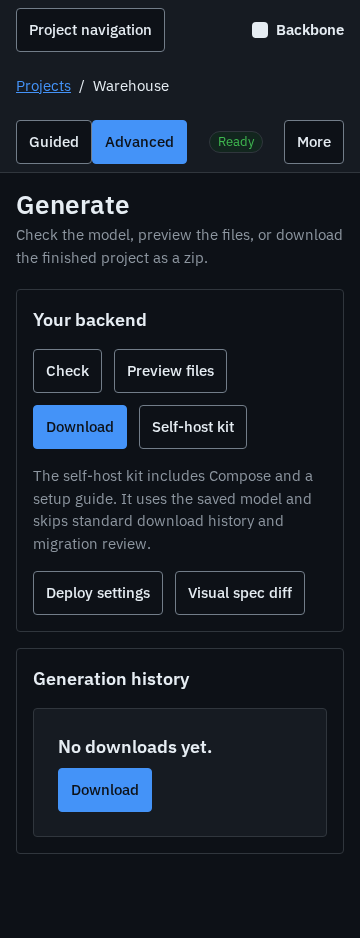 Project navigation
Backbone
Projects / Warehouse
Guided
Advanced
Ready
More
Generate
Check the model, preview the files, or download
the finished project as a zip.
Your backend
Check
Preview files
Download
Self-host kit
The self-host kit includes Compose and a
setup guide. It uses the saved model and
skips standard download history and
migration review.
Deploy settings
Visual spec diff
Generation history
No downloads yet.
Download